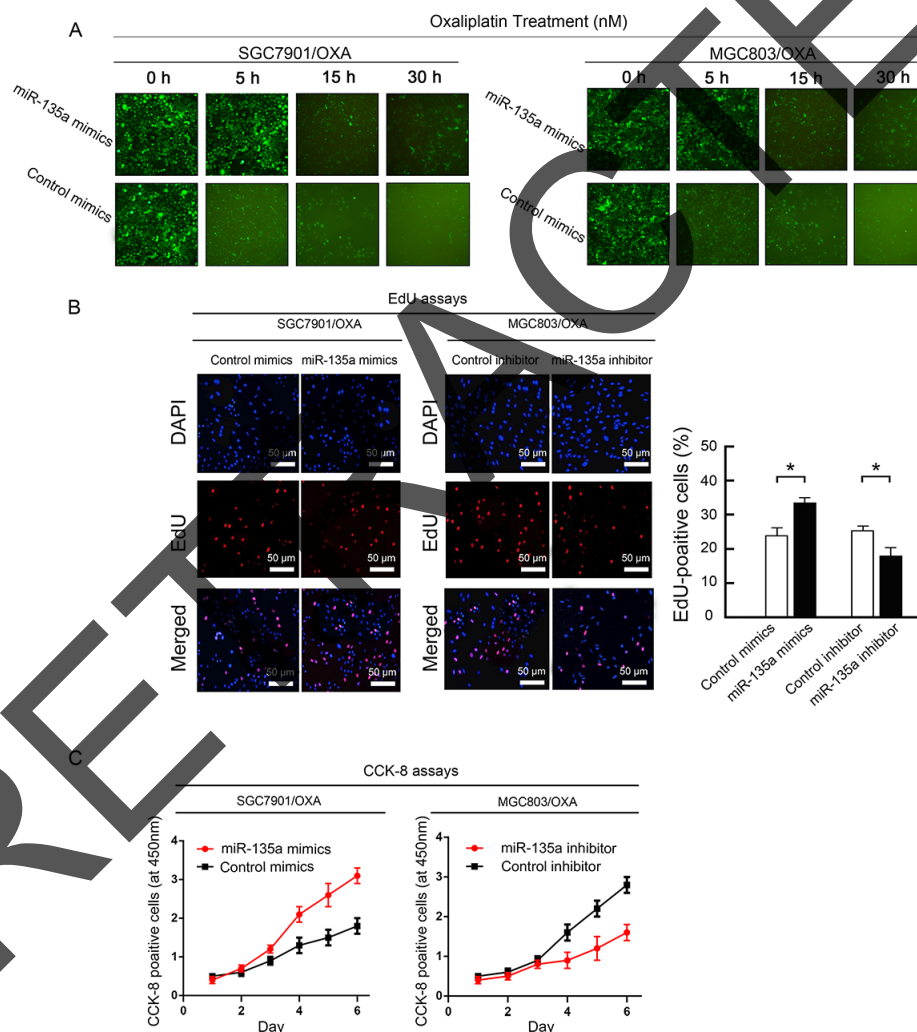 A
Oxaliplatin Treatment (nM)
SGC7901/OXA
MGC803/OXA
0 h 5 h 15 h 30 h
0 h 5 h 15 h 30 h
miR-135a mimics
Control mimics
miR-135a mimics
Control mimics
B
EdU assays
SGC7901/OXA
MGC803/OXA
Control mimics miR-135a mimics
Control inhibitor miR-135a inhibitor
DAPI
50 µm 50 µm
DAPI
50 µm 50 µm
EdU
50 µm 50 µm
EdU
50 µm 50 µm
Merged
50 µm 50 µm
Merged
50 µm 50 µm
EdU-poaitive cells (%)
50
40
30
20
10
0
* *
Control mimics
miR-135a mimics
Control inhibitor
miR-135a inhibitor
C
CCK-8 assays
SGC7901/OXA
MGC803/OXA
CCK-8 poaitive cells (at 450nm)
4
3
2
1
0
miR-135a mimics
Control mimics
0 2 4 6
Day
CCK-8 poaitive cells (at 450nm)
4
3
2
1
0
miR-135a inhibitor
Control inhibitor
0 2 4 6
Day
RETRACTE